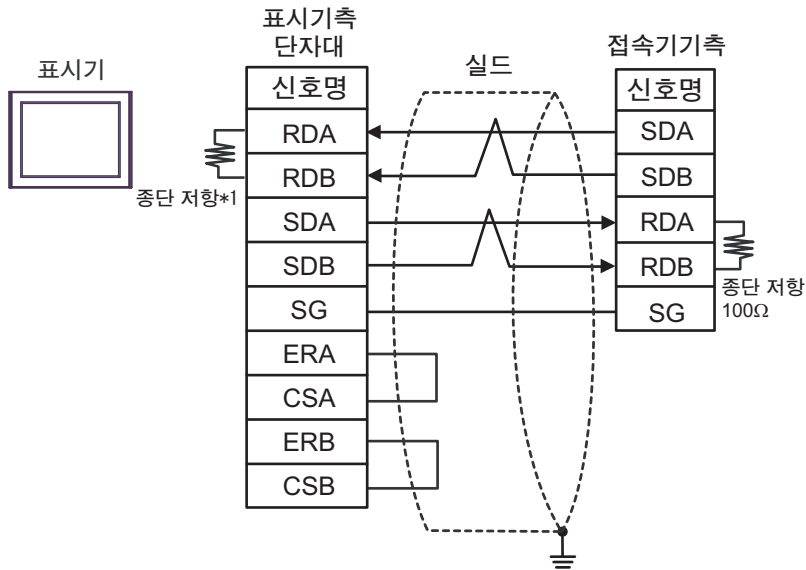 표시기
표시기측
단자대
신호명
RDA
RDB
SDA
SDB
SG
ERA
CSA
ERB
CSB
종단 저항*1
실드
접속기기측
신호명
SDA
SDB
RDA
RDB
SG
종단 저항
100Ω